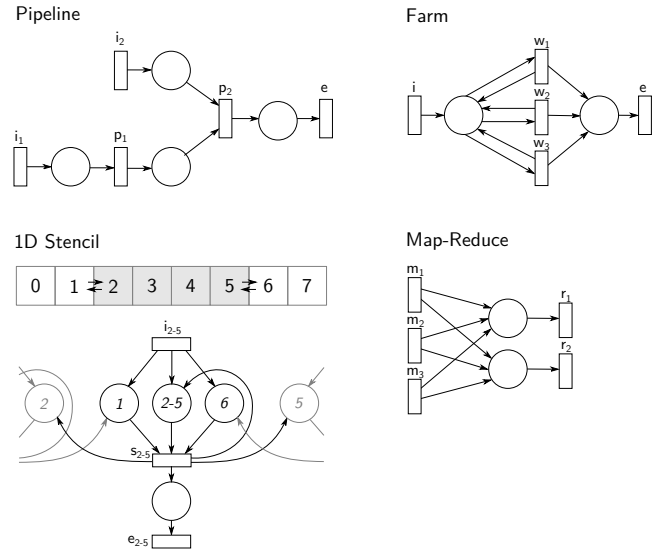 Pipeline
i₂
p₂
e
i₁
p₁
Farm
w₁
i
w₂
e
w₃
1D Stencil
0 1 2 3 4 5 6 7
i₂₋₅
2 1 2-5 6 5
s₂₋₅
e₂₋₅
Map-Reduce
m₁
r₁
m₂
r₂
m₃